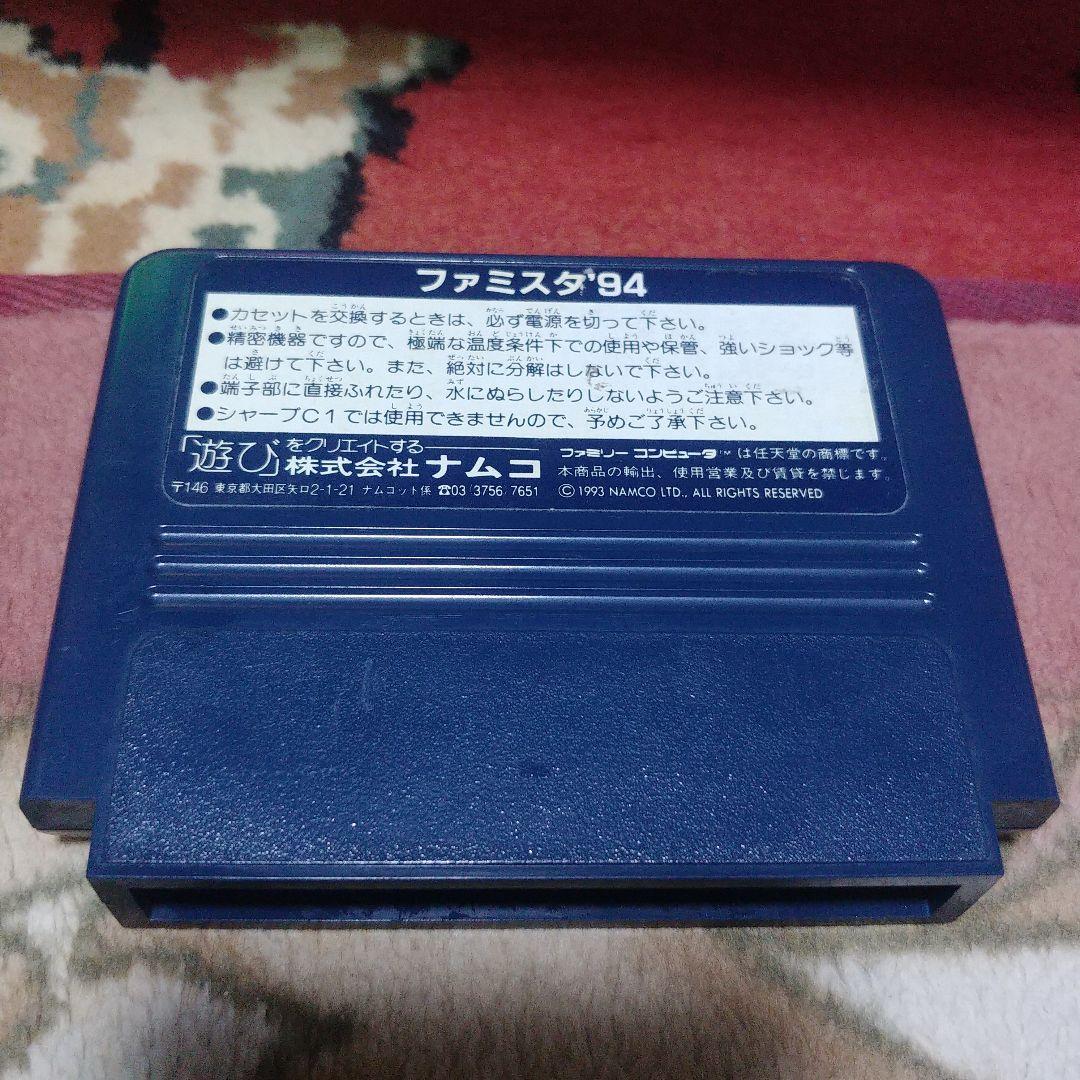 ファミスタ'94
●カセットを交換するときは、必ず電源を切って下さい。
●精密機器ですので、極端な温度条件下での使用や保管、強いショック等
は避けて下さい。また、絶対に分解はしないで下さい。
●端子部に直接ふれたり、水にぬらしたりしないようご注意下さい。
●シャープC1では使用できませんので、予めご了承下さい。
「遊び」をクリエイトする
株式会社 ナムコ
〒146 東京都大田区矢口2-1-21 ナムコット係 ☎03(3756)7651
ファミリー コンピュータ™は任天堂の商標です。
本商品の輸出、使用営業及び賃貸を禁じます。
©1993 NAMCO LTD., ALL RIGHTS RESERVED